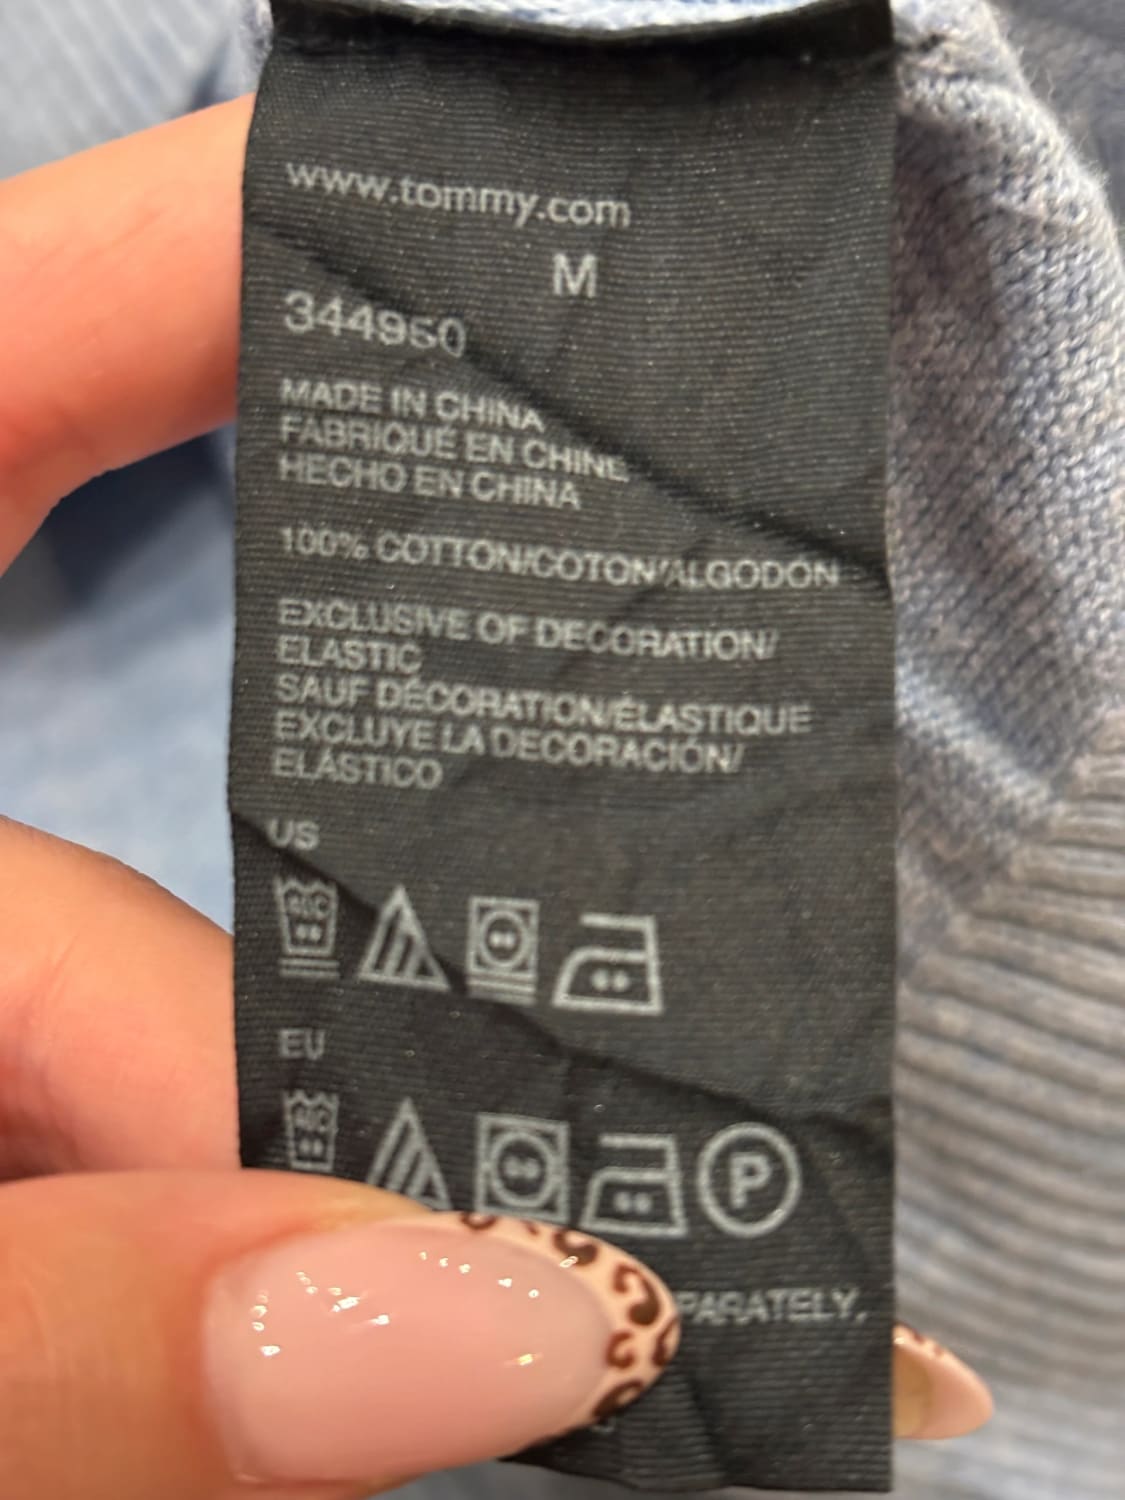 www.tommy.com
M
344950
MADE IN CHINA
FABRIQUÉ EN CHINE
HECHO EN CHINA
100% COTTON/COTON/ALGODÓN
EXCLUSIVE OF DECORATION/
ELASTIC
SAUF DÉCORATION/ÉLASTIQUE
EXCLUYE LA DECORACIÓN/
ELÁSTICO
US
EU
P
PARATELY,